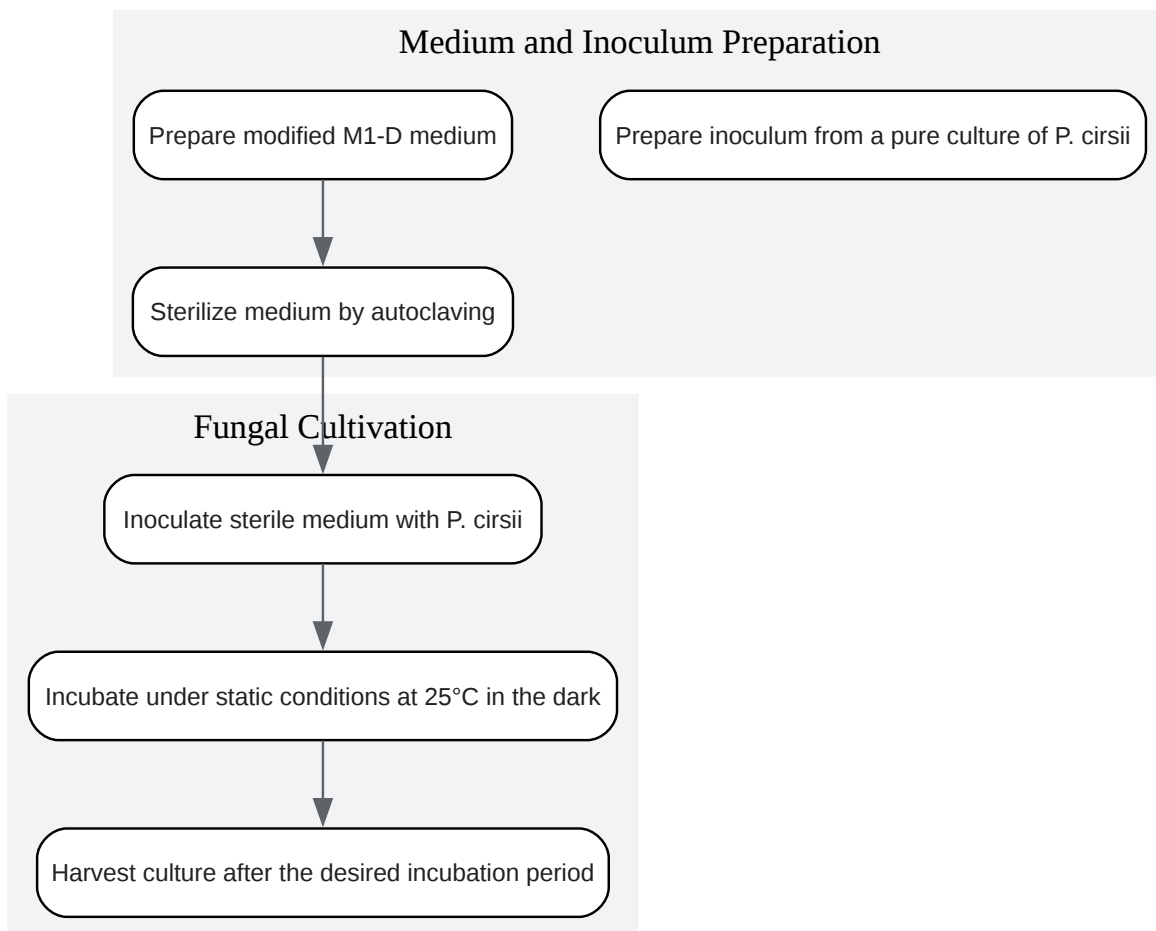 Medium and Inoculum Preparation
Prepare modified M1-D medium
Prepare inoculum from a pure culture of P. cirsii
Sterilize medium by autoclaving
Fungal Cultivation
Inoculate sterile medium with P. cirsii
Incubate under static conditions at 25°C in the dark
Harvest culture after the desired incubation period